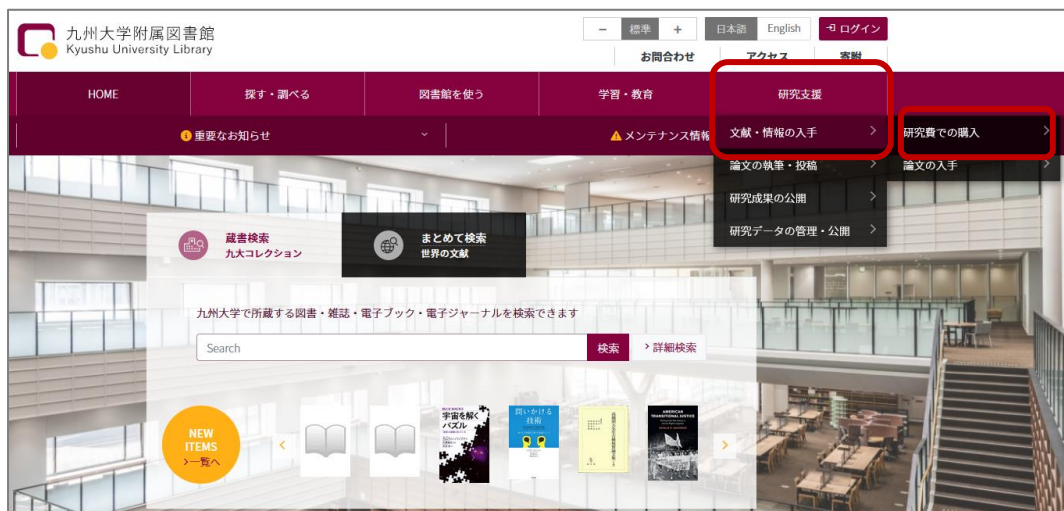 九州大学附属図書館
Kyushu University Library
－ 標準 ＋ 日本語 English ログイン
お問合わせ アクセス 寄附
HOME 探す・調べる 図書館を使う 学習・教育 研究支援
重要なお知らせ メンテナンス情報 文献・情報の入手 研究費での購入
論文の執筆・投稿 論文の入手
研究成果の公開
研究データの管理・公開
蔵書検索 まとめて検索
九大コレクション 世界の文献
九州大学で所蔵する図書・雑誌・電子ブック・電子ジャーナルを検索できます
Search 検索 詳細検索
NEW
ITEMS
一覧へ
宇宙を解く
パズル
問いかける
技術
AMERICAN
TRANSITIONAL JUSTICE